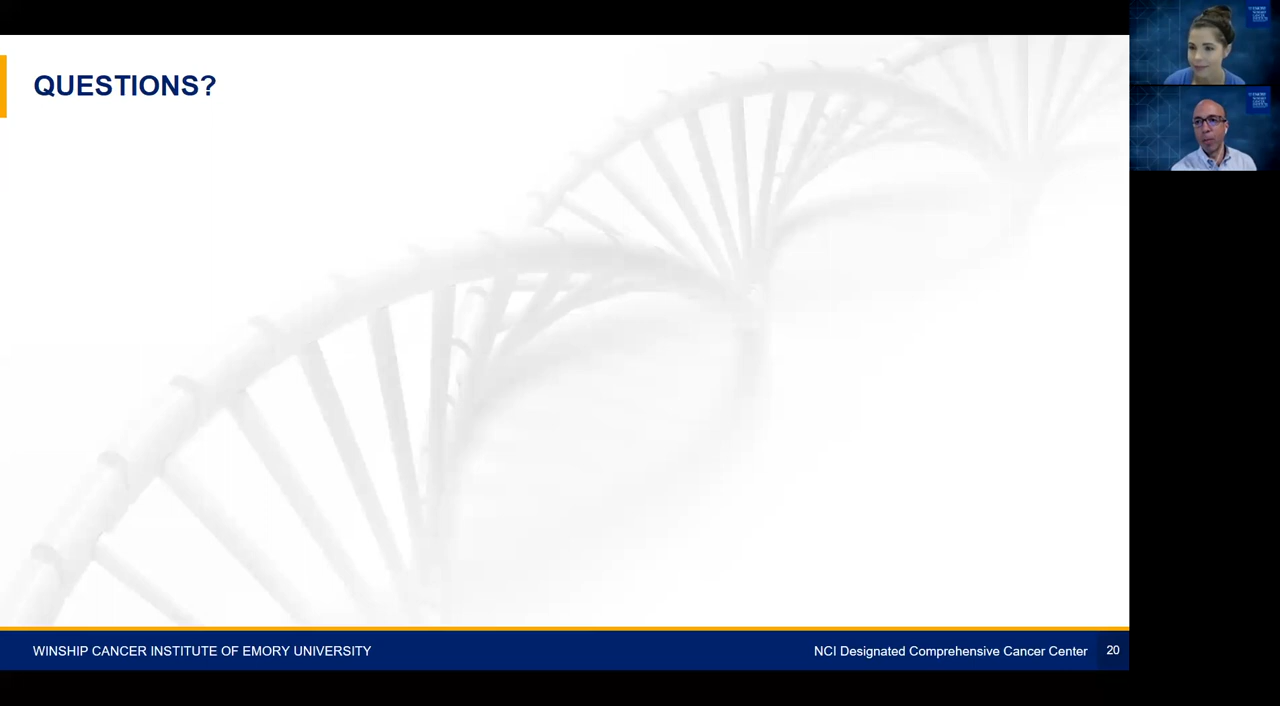 QUESTIONS?
WINSHIP CANCER INSTITUTE OF EMORY UNIVERSITY
NCI Designated Comprehensive Cancer Center
20